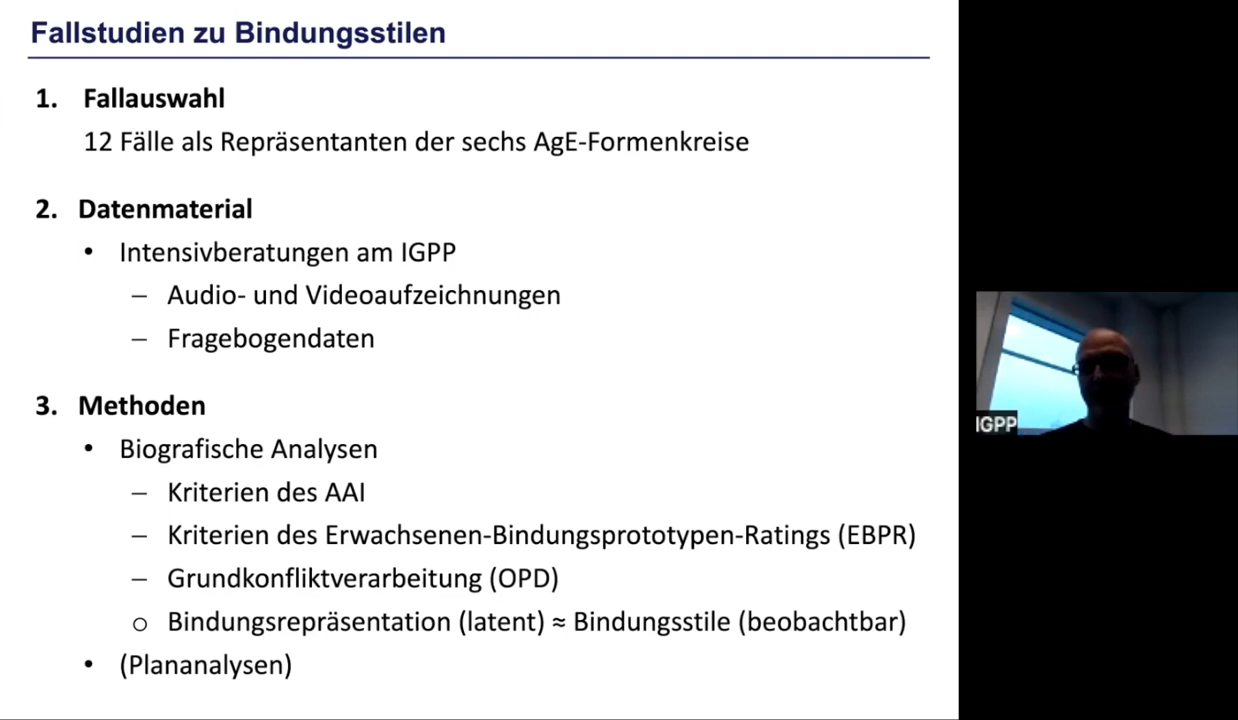 Fallstudien zu Bindungsstilen
1. Fallauswahl
12 Fälle als Repräsentanten der sechs AgE-Formenkreise
2. Datenmaterial
• Intensivberatungen am IGPP
– Audio- und Videoaufzeichnungen
– Fragebogendaten
3. Methoden
• Biografische Analysen
– Kriterien des AAI
– Kriterien des Erwachsenen-Bindungsprototypen-Ratings (EBPR)
– Grundkonfliktverarbeitung (OPD)
o Bindungsrepräsentation (latent) ≈ Bindungsstile (beobachtbar)
• (Plananalysen)
IGPP